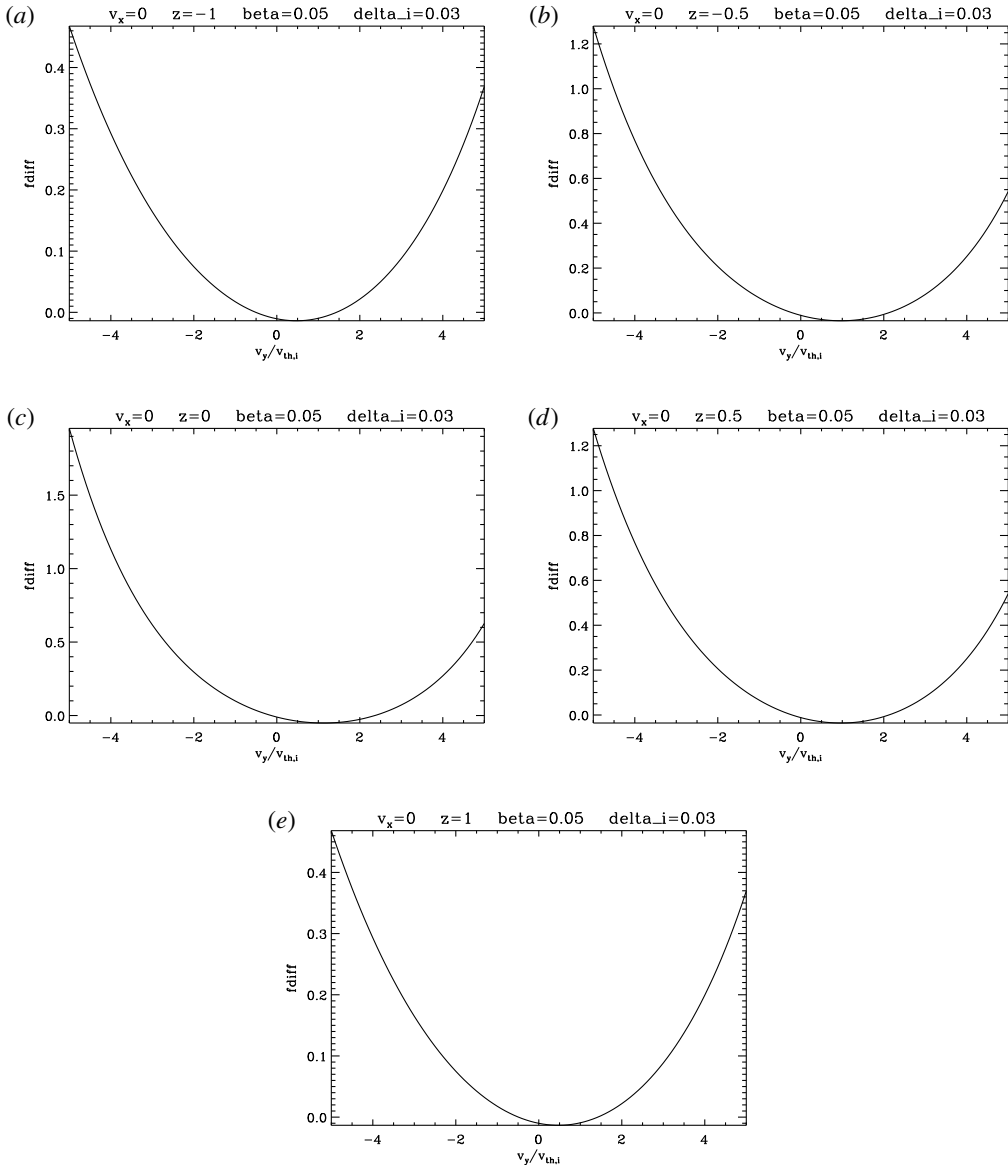 (a)
v_x=0 z=−1 beta=0.05 delta_i=0.03
fdiff
0.4
0.3
0.2
0.1
0.0
−4 −2 0 2 4
v_y/v_th,i
(b)
v_x=0 z=−0.5 beta=0.05 delta_i=0.03
fdiff
1.2
1.0
0.8
0.6
0.4
0.2
0.0
−4 −2 0 2 4
v_y/v_th,i
(c)
v_x=0 z=0 beta=0.05 delta_i=0.03
fdiff
1.5
1.0
0.5
0.0
−4 −2 0 2 4
v_y/v_th,i
(d)
v_x=0 z=0.5 beta=0.05 delta_i=0.03
fdiff
1.2
1.0
0.8
0.6
0.4
0.2
0.0
−4 −2 0 2 4
v_y/v_th,i
(e)
v_x=0 z=1 beta=0.05 delta_i=0.03
fdiff
0.4
0.3
0.2
0.1
0.0
−4 −2 0 2 4
v_y/v_th,i